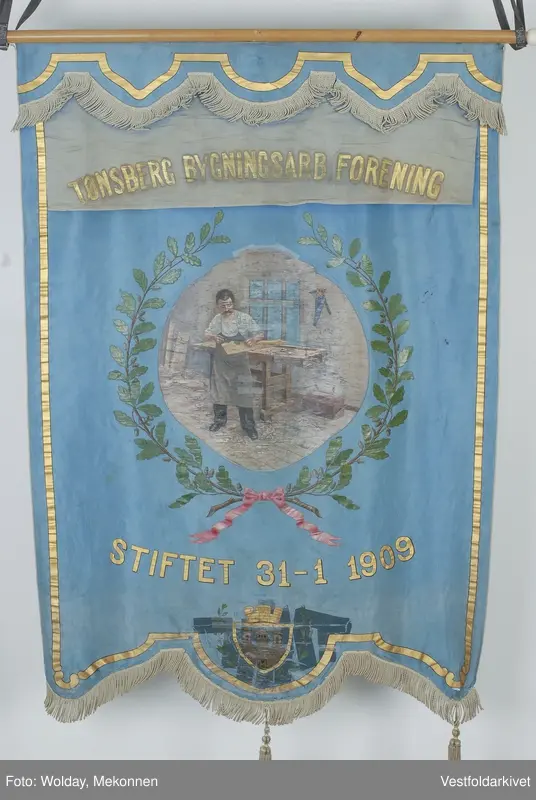 TØNSBERG BYGNINGSARB. FORENING
STIFTET 31-1 1909
Foto: Wolday, Mekonnen
Vestfoldarkivet